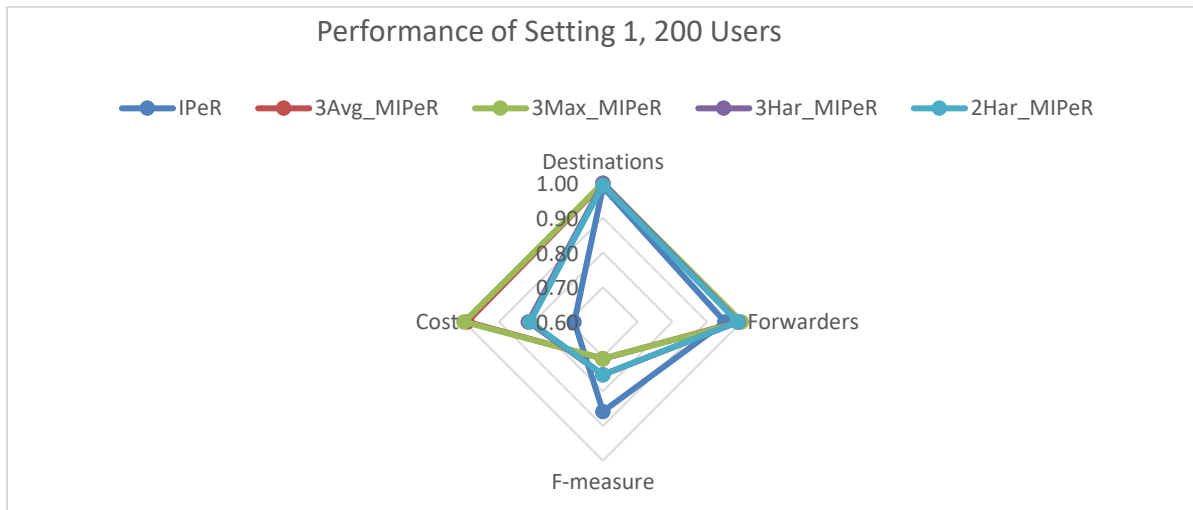 Performance of Setting 1, 200 Users
IPeR 3Avg_MIPeR 3Max_MIPeR 3Har_MIPeR 2Har_MIPeR
Destinations
1.00
0.90
0.80
0.70
Cost 0.60 Forwarders
F-measure